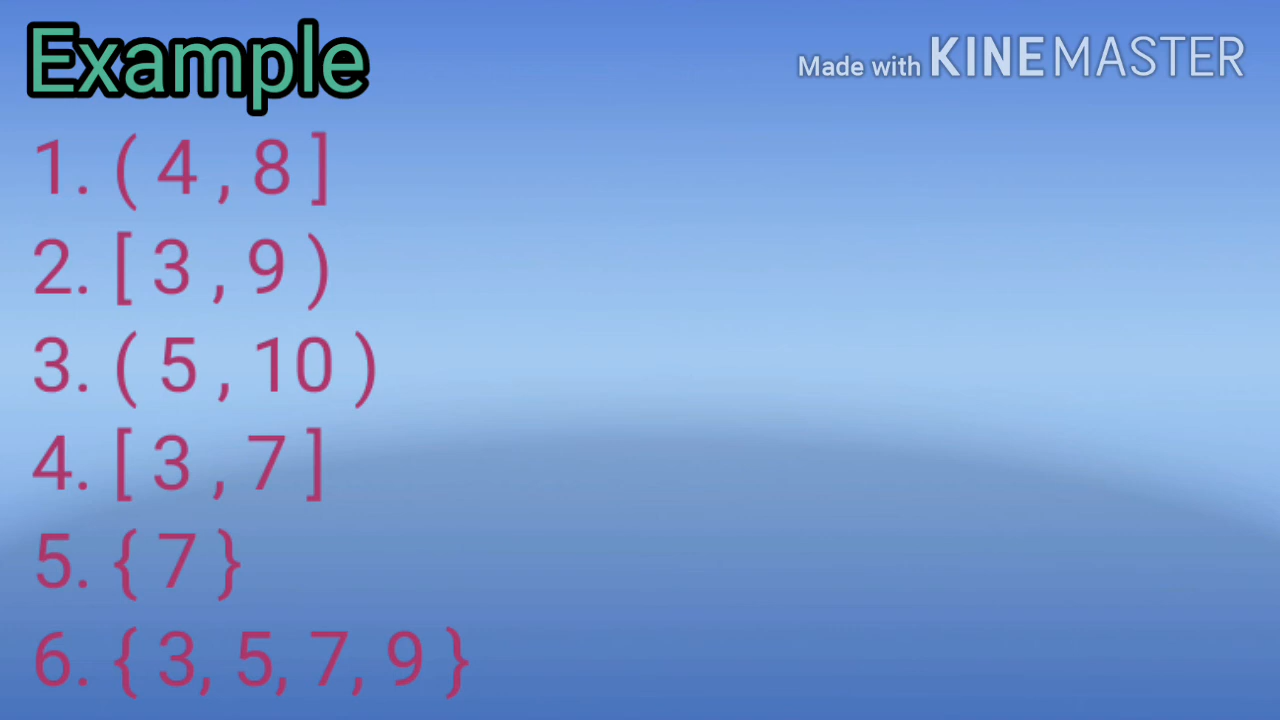 Example
Made with KINEMASTER
1. ( 4 , 8 ]
2. [ 3 , 9 )
3. ( 5 , 10 )
4. [ 3 , 7 ]
5. { 7 }
6. { 3, 5, 7, 9 }